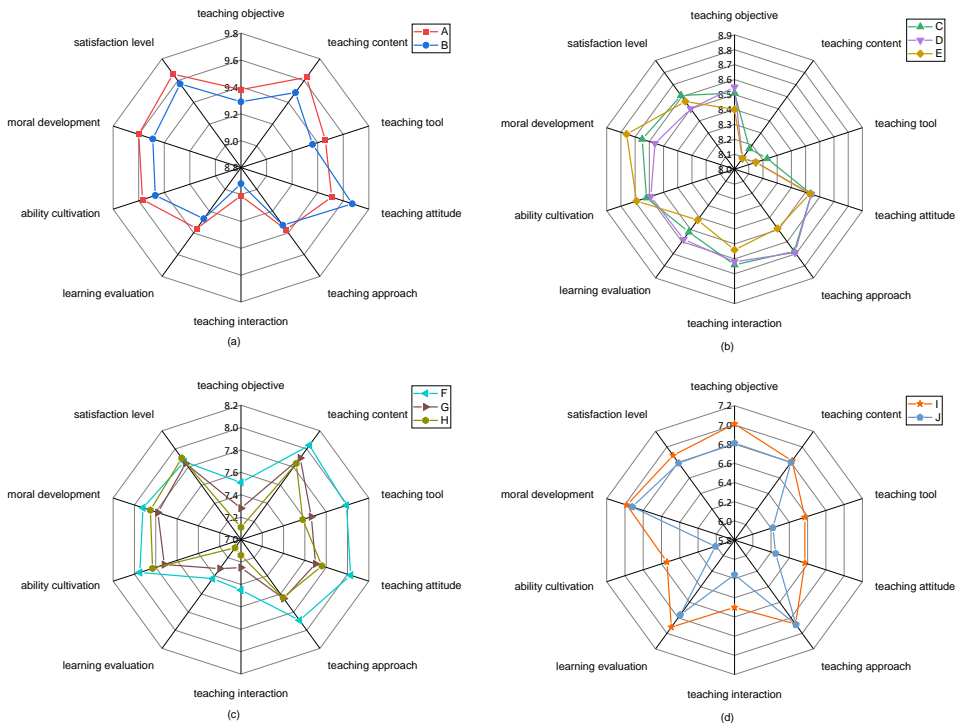 teaching objective
9.8
A
B
teaching content
satisfaction level
9.6
9.4
moral development
9.2
teaching tool
9.0
8.8
ability cultivation
teaching attitude
learning evaluation
teaching approach
teaching interaction
(a)
teaching objective
8.9
C
D
E
teaching content
satisfaction level
8.8
8.6
8.5
moral development
8.3
teaching tool
8.1
8.0
ability cultivation
teaching attitude
learning evaluation
teaching approach
teaching interaction
(b)
teaching objective
8.2
F
G
H
teaching content
satisfaction level
8.0
7.8
7.6
moral development
7.4
teaching tool
7.2
7.0
ability cultivation
teaching attitude
learning evaluation
teaching approach
teaching interaction
(c)
teaching objective
7.2
I
J
teaching content
satisfaction level
7.0
6.8
6.6
6.4
moral development
6.2
teaching tool
6.0
5.8
ability cultivation
teaching attitude
learning evaluation
teaching approach
teaching interaction
(d)